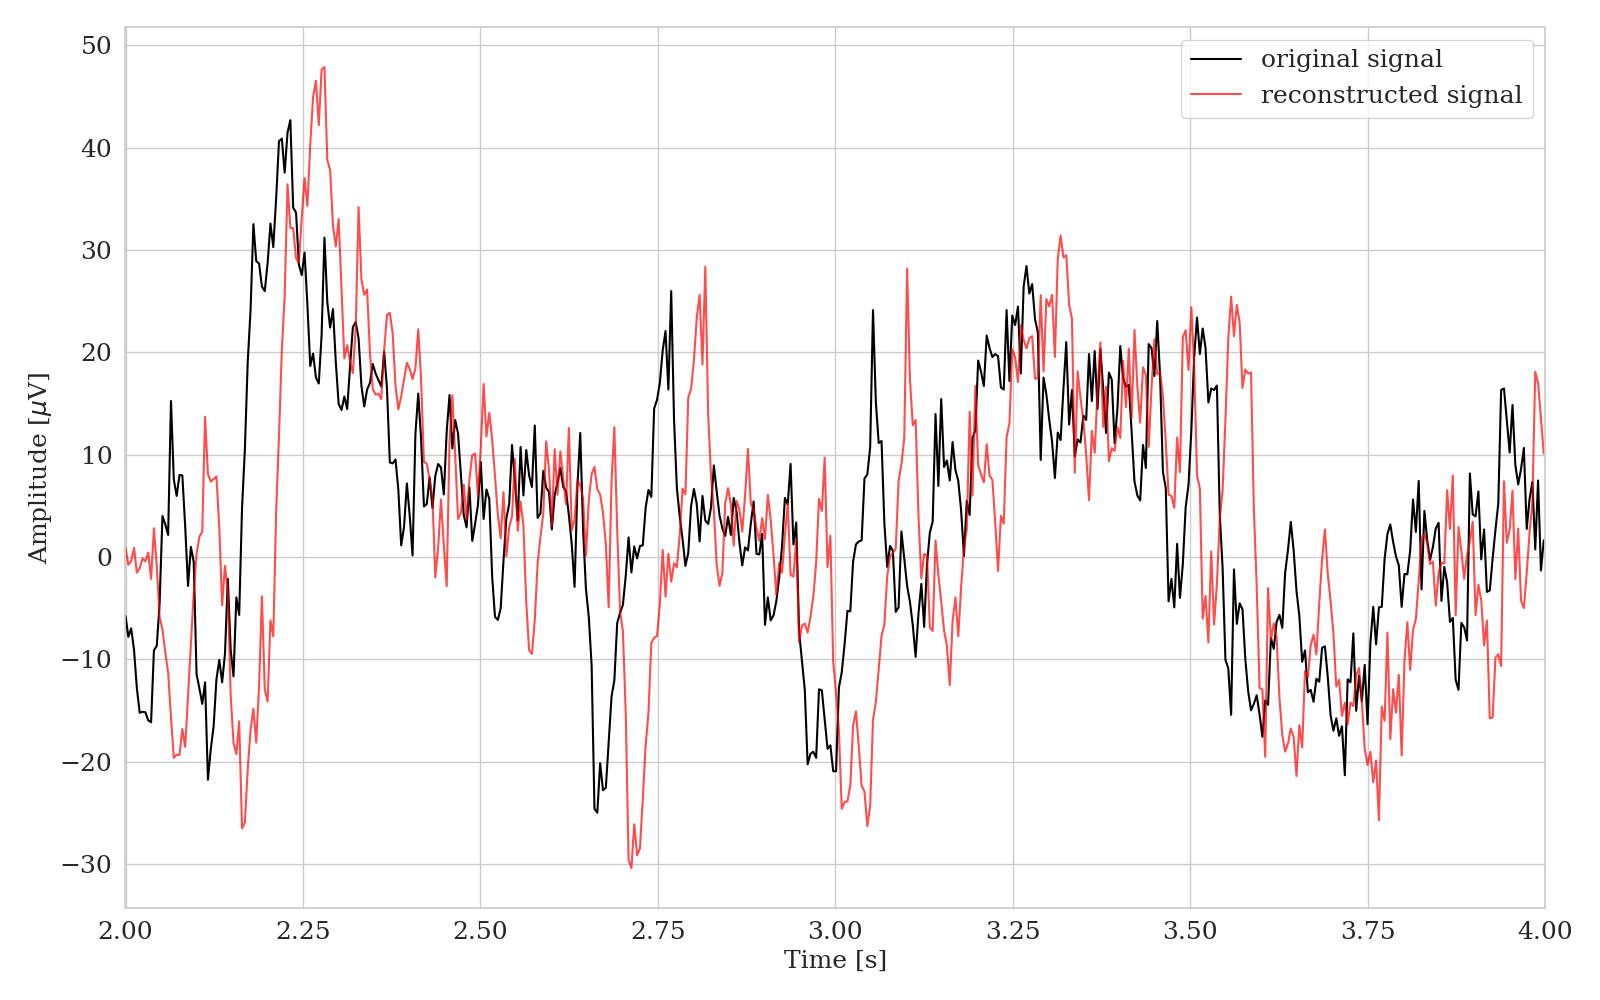 50
40
30
20
10
0
−10
−20
−30
Amplitude [μV]
original signal
reconstructed signal
2.00 2.25 2.50 2.75 3.00 3.25 3.50 3.75 4.00
Time [s]